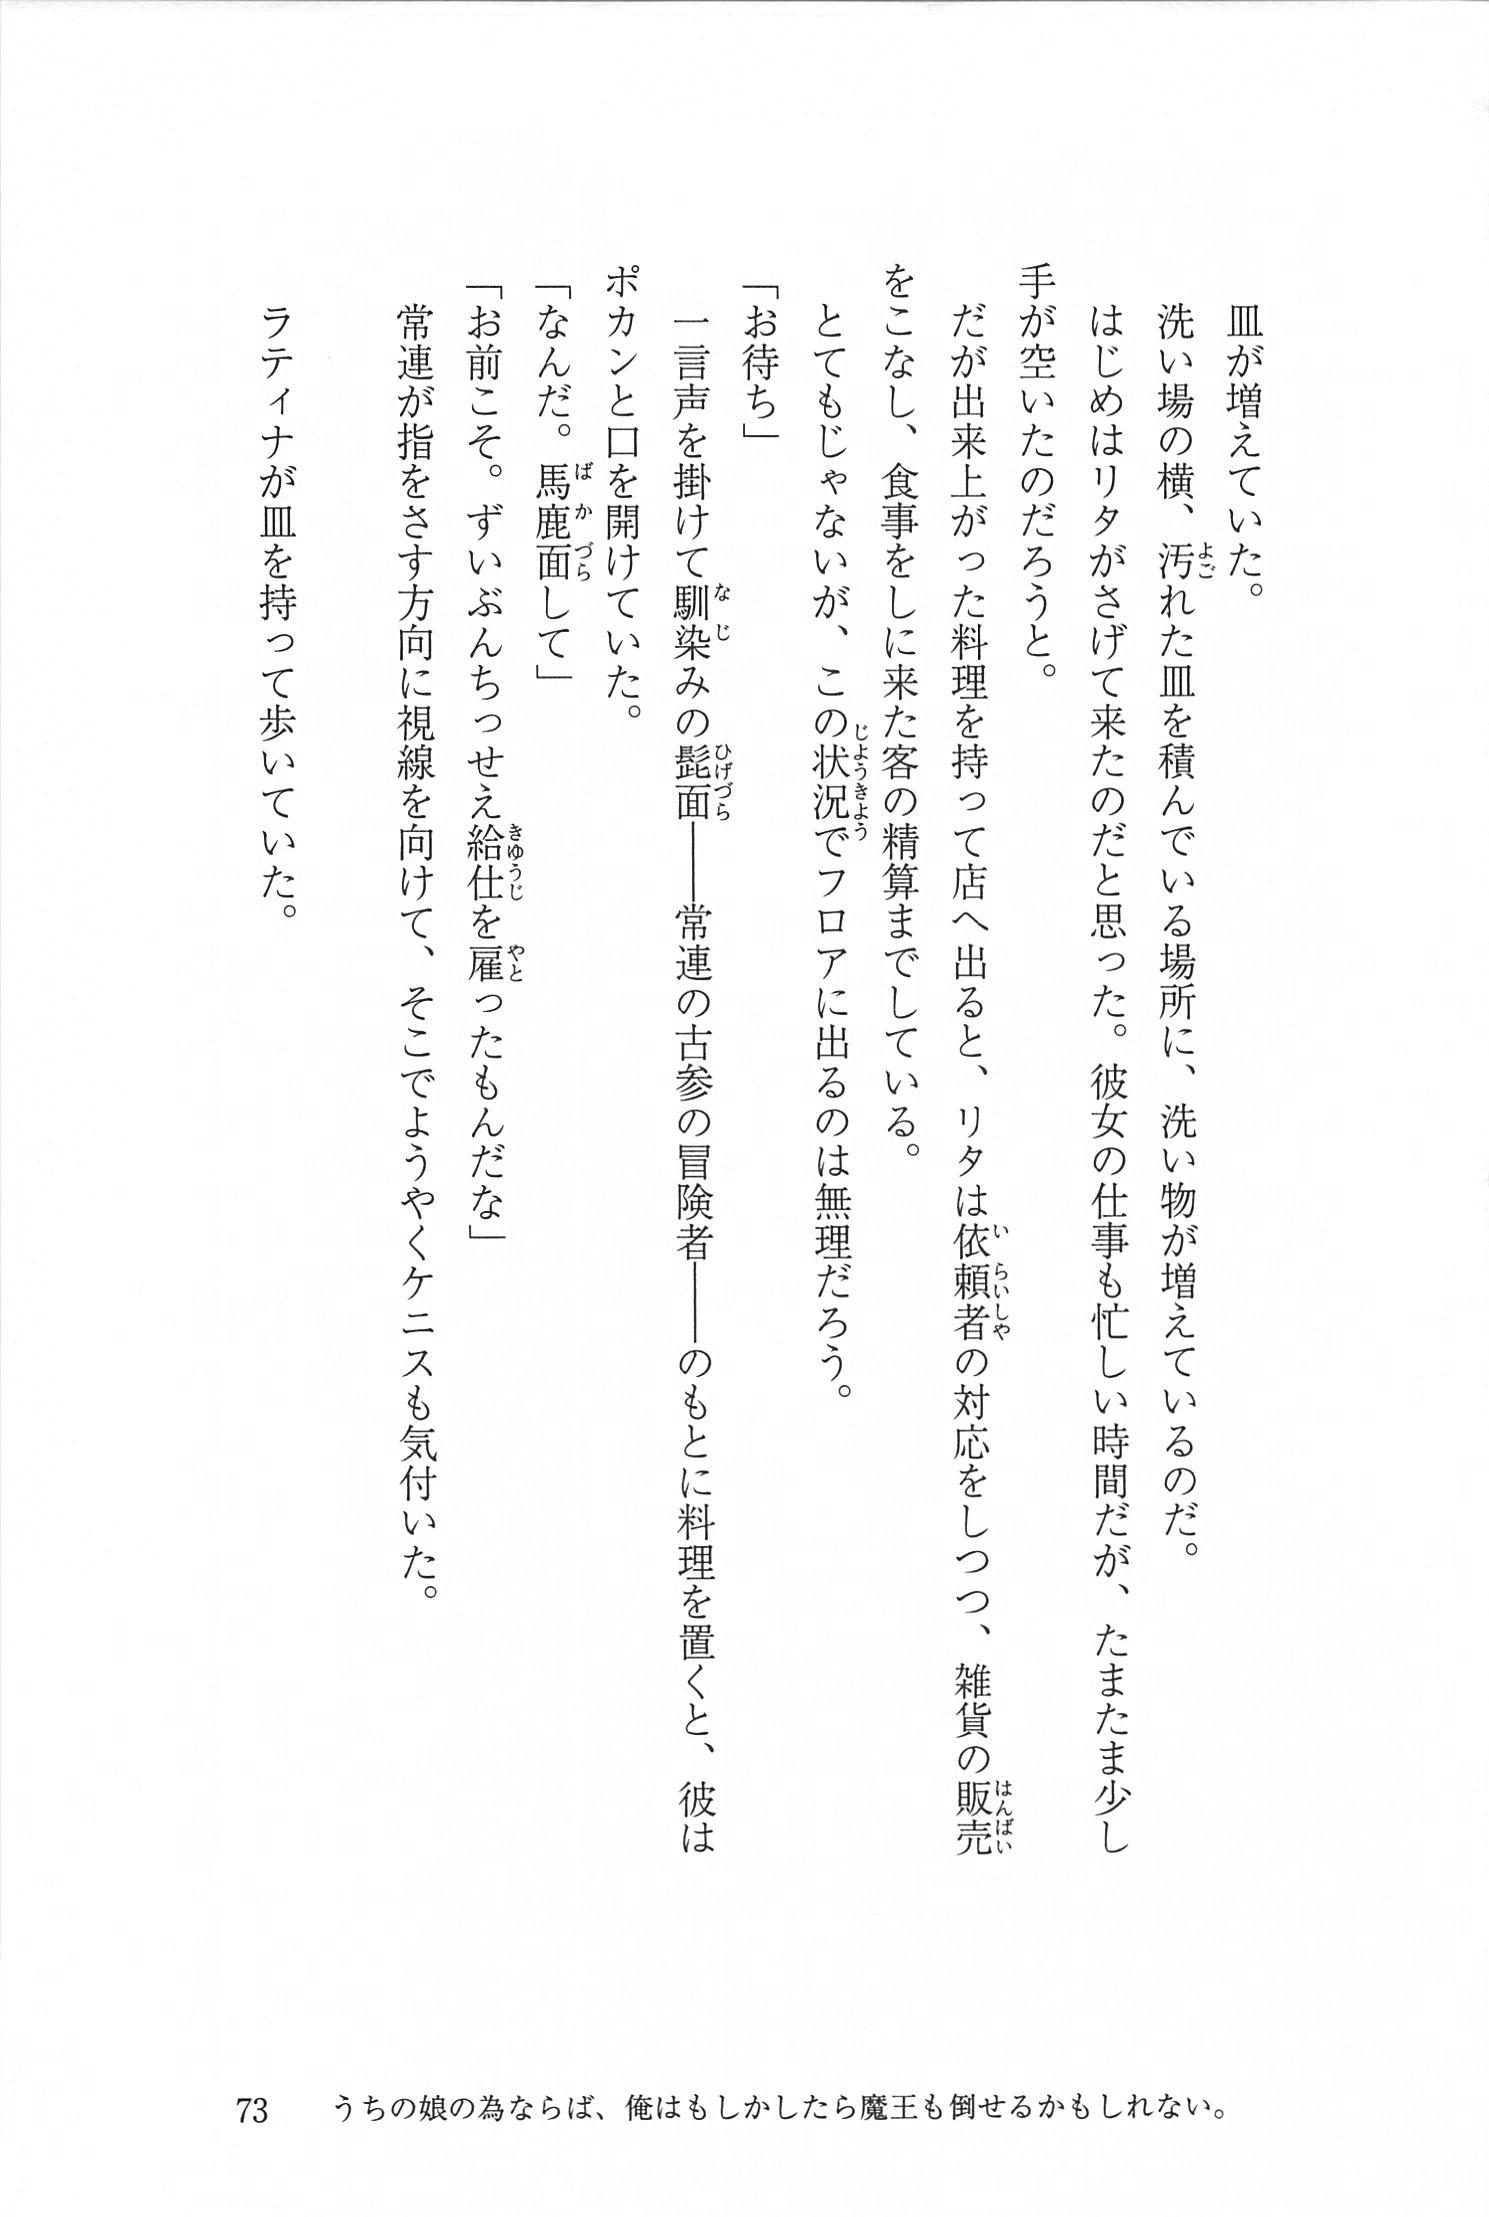 皿が増えていた。
洗い場の横、汚れた皿を積んでいる場所に、洗い物が増えているのだ。
はじめはリタがさげて来たのだと思った。彼女の仕事も忙しい時間だが、たまたま少し
手が空いたのだろうと。
だが出来上がった料理を持って店へ出ると、リタは依頼者の対応をしつつ、雑貨の販売
をこなし、食事をしに来た客の精算までしている。
とてもじゃないが、この状況でフロアに出るのは無理だろう。
「お待ち」
一言声を掛けて馴染みの髭面――常連の古参の冒険者――のもとに料理を置くと、彼は
ポカンと口を開けていた。
「なんだ。馬鹿面して」
「お前こそ。ずいぶんちっせえ給仕を雇ったもんだな」
常連が指をさす方向に視線を向けて、そこでようやくケニスも気付いた。
ラティナが皿を持って歩いていた。
73 うちの娘の為ならば、俺はもしかしたら魔王も倒せるかもしれない。